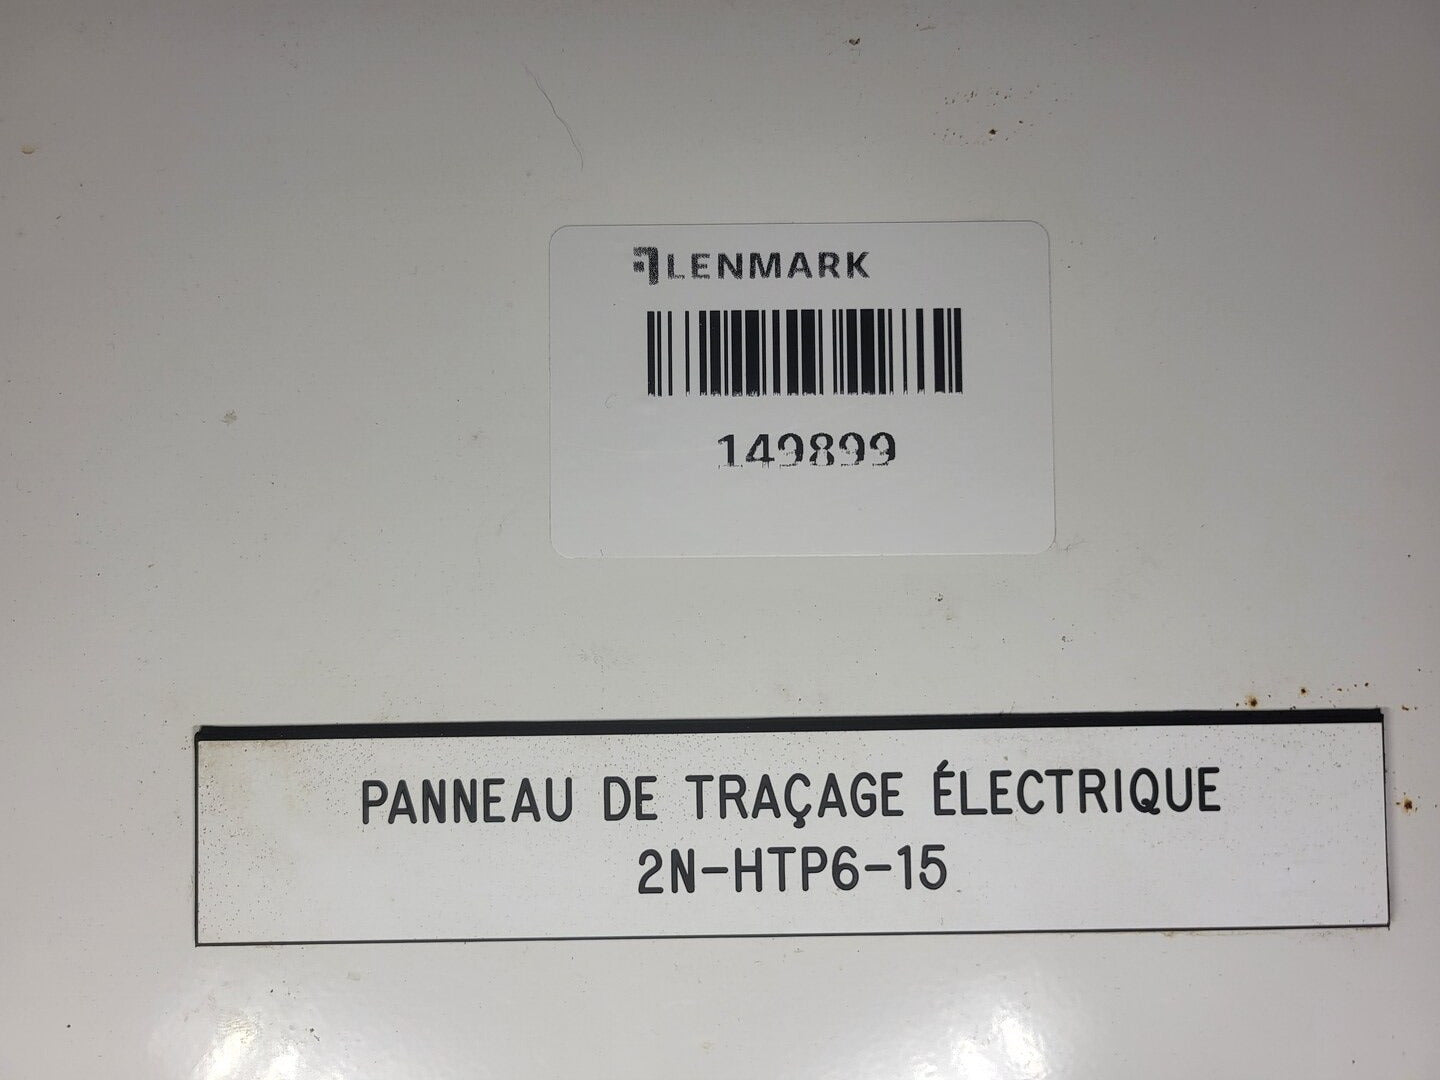 LENMARK
149899
PANNEAU DE TRAÇAGE ÉLECTRIQUE
2N-HTP6-15